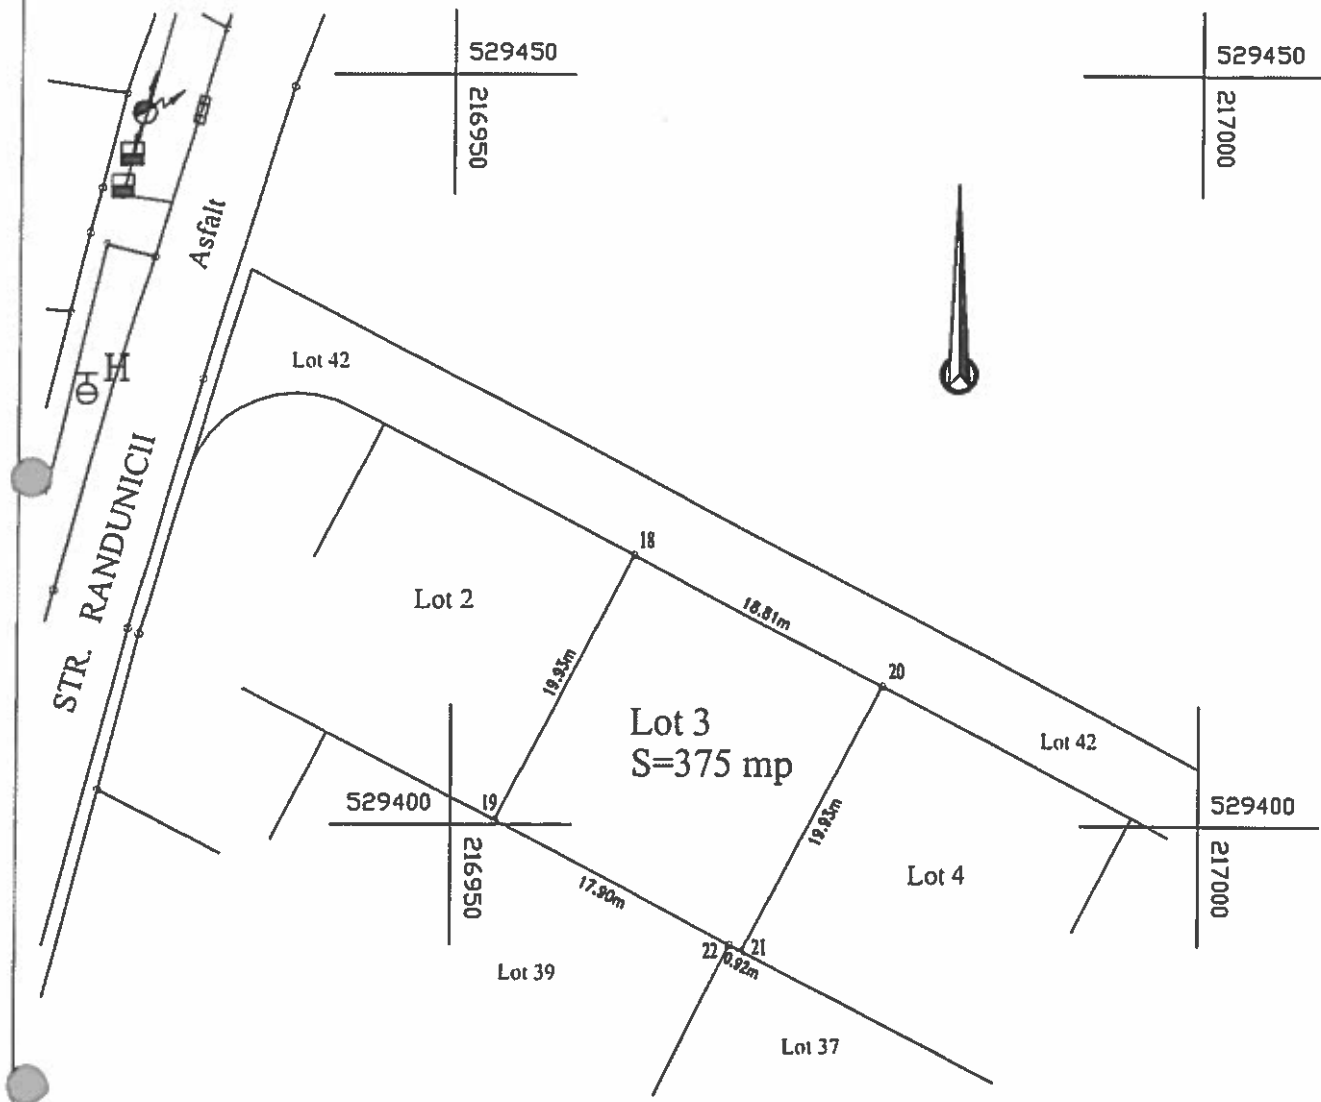 529450
216950
529450
217000
Asfalt
Lot 42
H
STR. RANDUNICII
18
Lot 2
18.81m
19.93m
20
Lot 3
S=375 mp
Lot 42
19
529400
216950
19.93m
529400
217000
17.90m
Lot 4
22
21
0.92m
Lot 39
Lot 37